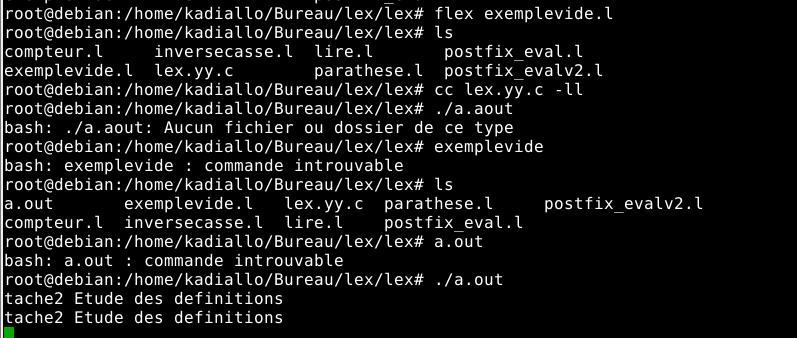 root@debian:/home/kadiallo/Bureau/lex/lex# flex exemplevide.l
root@debian:/home/kadiallo/Bureau/lex/lex# ls
compteur.l inversecasse.l lire.l postfix_eval.l
exemplevide.l lex.yy.c parathese.l postfix_evalv2.l
root@debian:/home/kadiallo/Bureau/lex/lex# cc lex.yy.c -ll
root@debian:/home/kadiallo/Bureau/lex/lex# ./a.aout
bash: ./a.aout: Aucun fichier ou dossier de ce type
root@debian:/home/kadiallo/Bureau/lex/lex# exemplevide
bash: exemplevide : commande introuvable
root@debian:/home/kadiallo/Bureau/lex/lex# ls
a.out exemplevide.l lex.yy.c parathese.l postfix_evalv2.l
compteur.l inversecasse.l lire.l postfix_eval.l
root@debian:/home/kadiallo/Bureau/lex/lex# a.out
bash: a.out : commande introuvable
root@debian:/home/kadiallo/Bureau/lex/lex# ./a.out
tache2 Etude des definitions
tache2 Etude des definitions